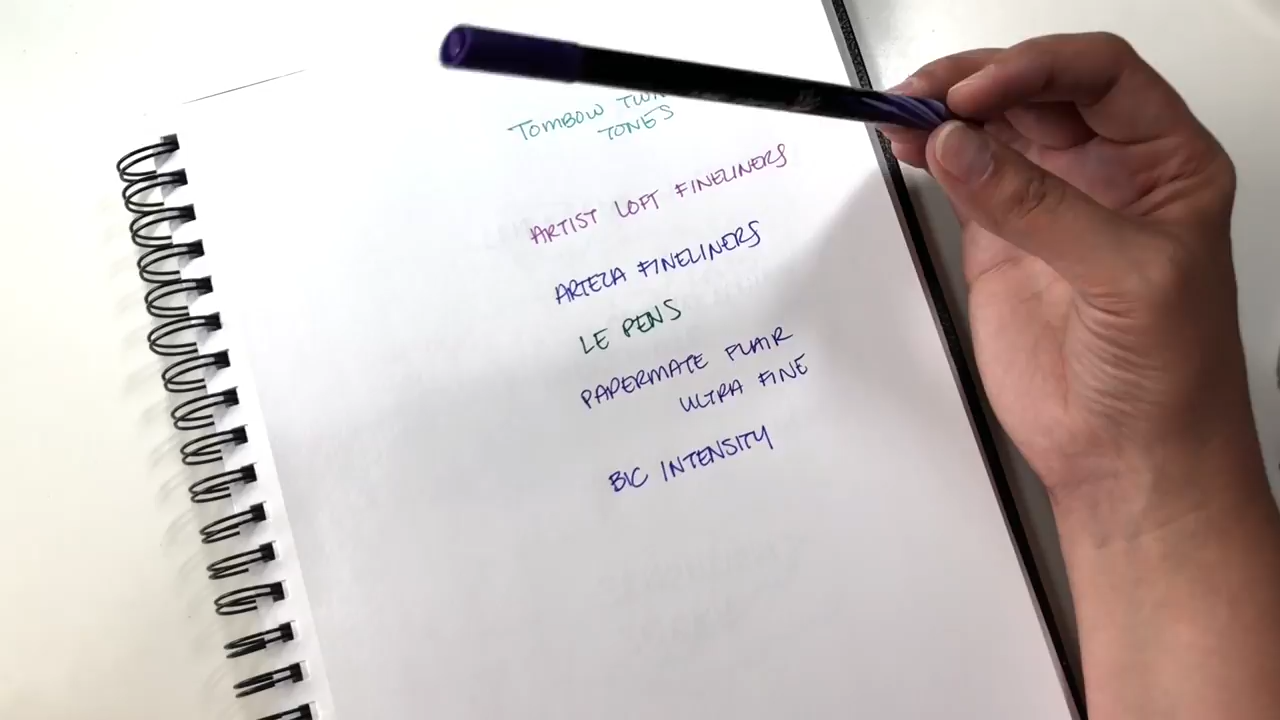 TOMBOW
TONES
ARTIST LOFT FINELINERS
ARTEZA FINELINERS
LE PENS
PAPERMATE FLAIR
ULTRA FINE
BIC INTENSITY